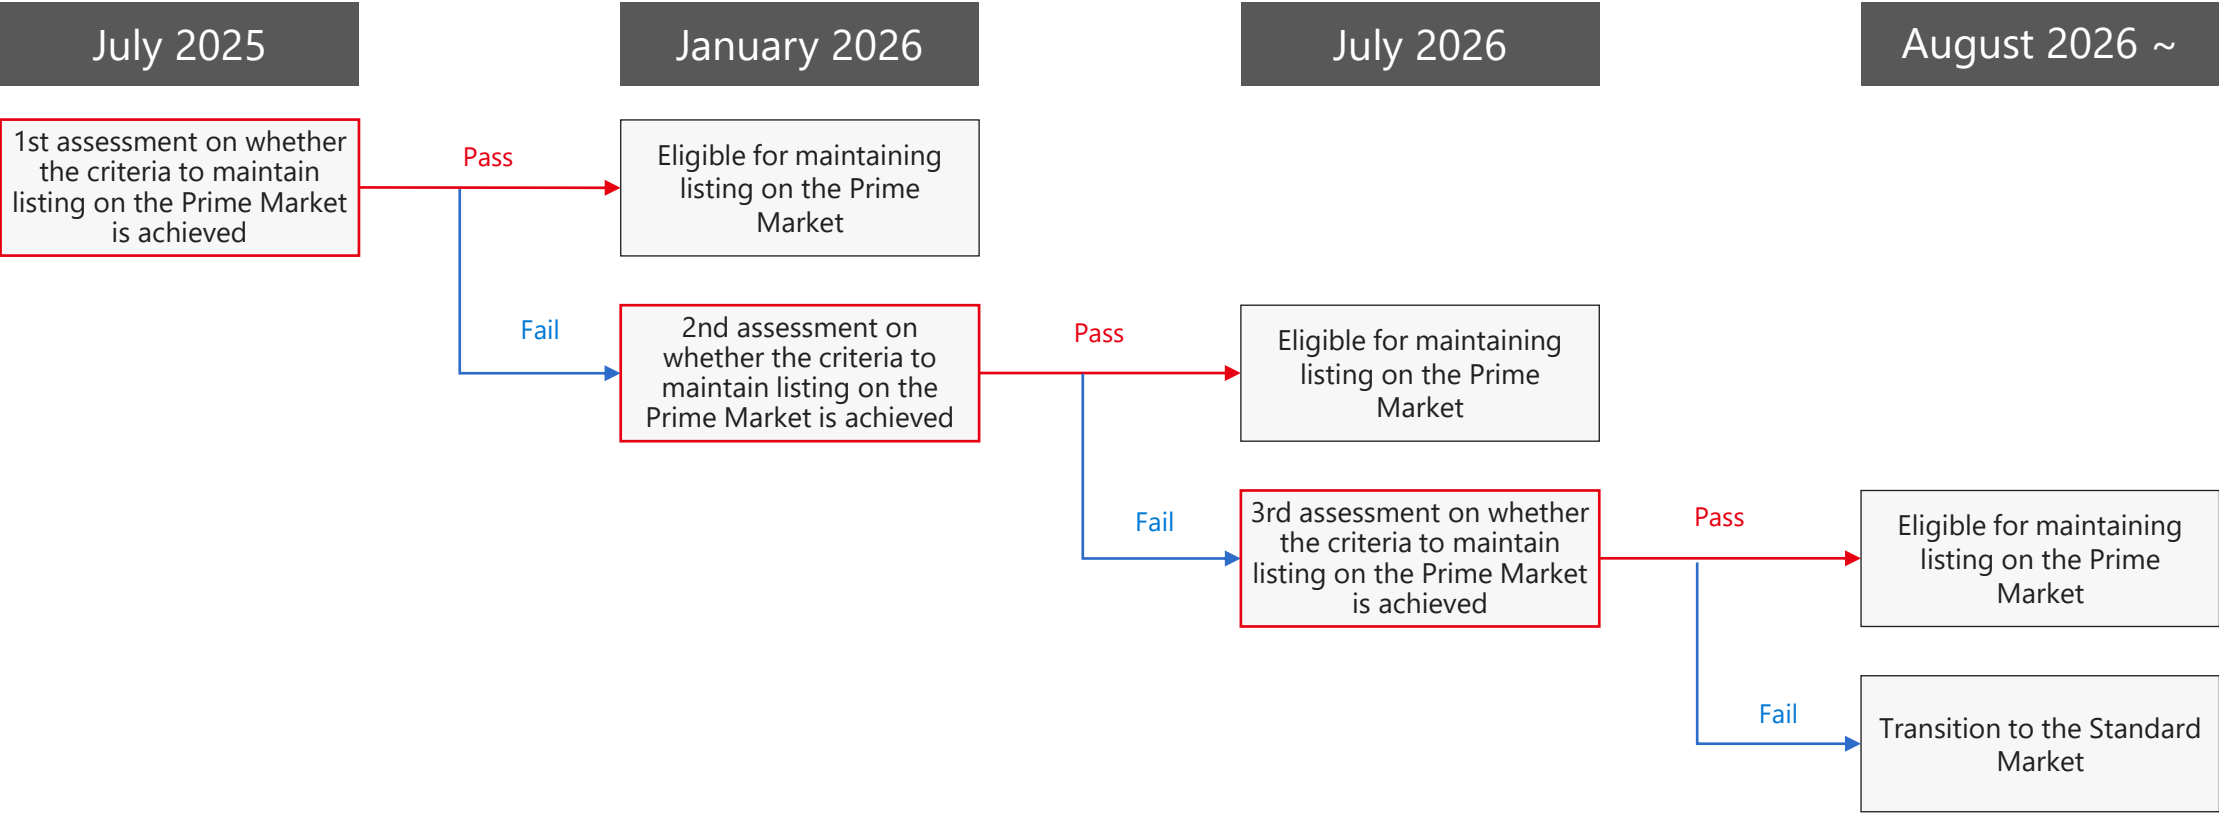 July 2025
January 2026
July 2026
August 2026 ~
1st assessment on whether
the criteria to maintain
listing on the Prime Market
is achieved
Pass
Eligible for maintaining
listing on the Prime
Market
Fail
2nd assessment on
whether the criteria to
maintain listing on the
Prime Market is achieved
Pass
Eligible for maintaining
listing on the Prime
Market
Fail
3rd assessment on whether
the criteria to maintain
listing on the Prime Market
is achieved
Pass
Eligible for maintaining
listing on the Prime
Market
Fail
Transition to the Standard
Market